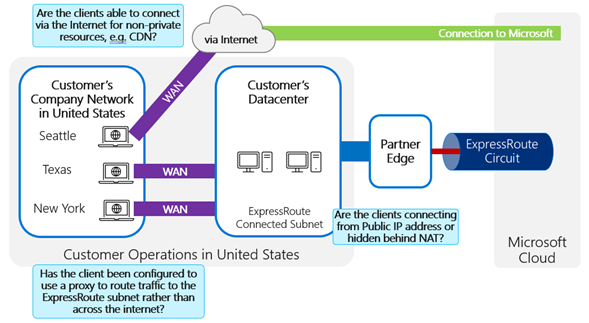 Are the clients able to connect
via the Internet for non-private
resources, e.g. CDN?
via Internet
Connection to Microsoft
WAN
Customer's
Company Network
in United States
Customer's
Datacenter
Seattle
Texas
WAN
New York
WAN
ExpressRoute
Connected Subnet
Partner
Edge
ExpressRoute
Circuit
Are the clients connecting
from Public IP address or
hidden behind NAT?
Customer Operations in United States
Microsoft
Cloud
Has the client been configured to
use a proxy to route traffic to the
ExpressRoute subnet rather than
across the internet?